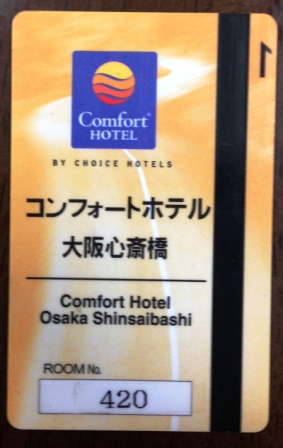 Comfort
HOTEL
BY CHOICE HOTELS
コンフォートホテル
大阪心斎橋
Comfort Hotel
Osaka Shinsaibashi
ROOM No.
420
1